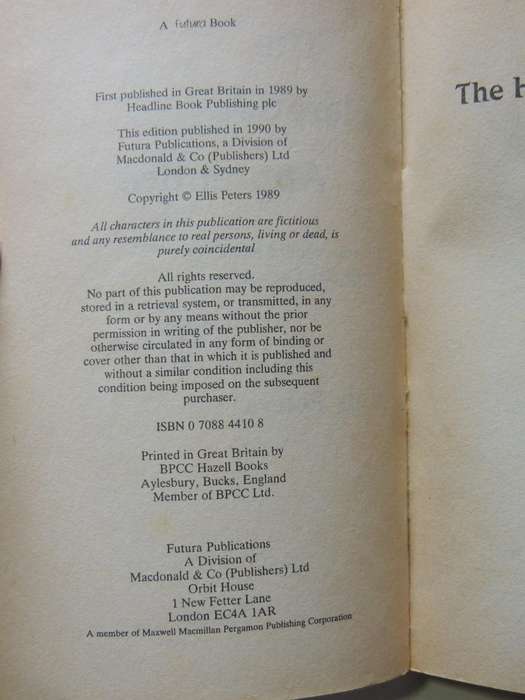 A Futura Book
First published in Great Britain in 1989 by
Headline Book Publishing plc
This edition published in 1990 by
Futura Publications, a Division of
Macdonald & Co (Publishers) Ltd
London & Sydney
Copyright © Ellis Peters 1989
All characters in this publication are fictitious
and any resemblance to real persons, living or dead, is
purely coincidental
All rights reserved.
No part of this publication may be reproduced,
stored in a retrieval system, or transmitted, in any
form or by any means without the prior
permission in writing of the publisher, nor be
otherwise circulated in any form of binding or
cover other than that in which it is published and
without a similar condition including this
condition being imposed on the subsequent
purchaser.
ISBN 0 7088 4410 8
Printed in Great Britain by
BPCC Hazell Books
Aylesbury, Bucks, England
Member of BPCC Ltd.
Futura Publications
A Division of
Macdonald & Co (Publishers) Ltd
Orbit House
1 New Fetter Lane
London EC4A 1AR
A member of Maxwell Macmillan Pergamon Publishing Corporation
The